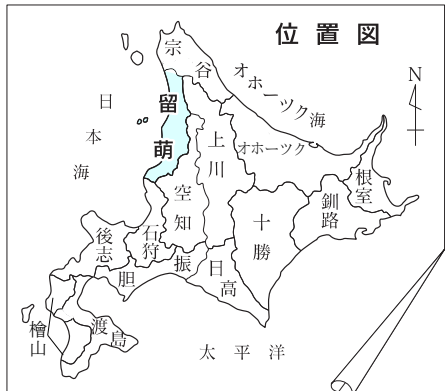 位置図
N
宗谷
オホーツク海
日本海
留萌
上川
オホーツク
空知
根室
釧路
十勝
石狩
後志
胆振
日高
檜山
渡島
太平洋